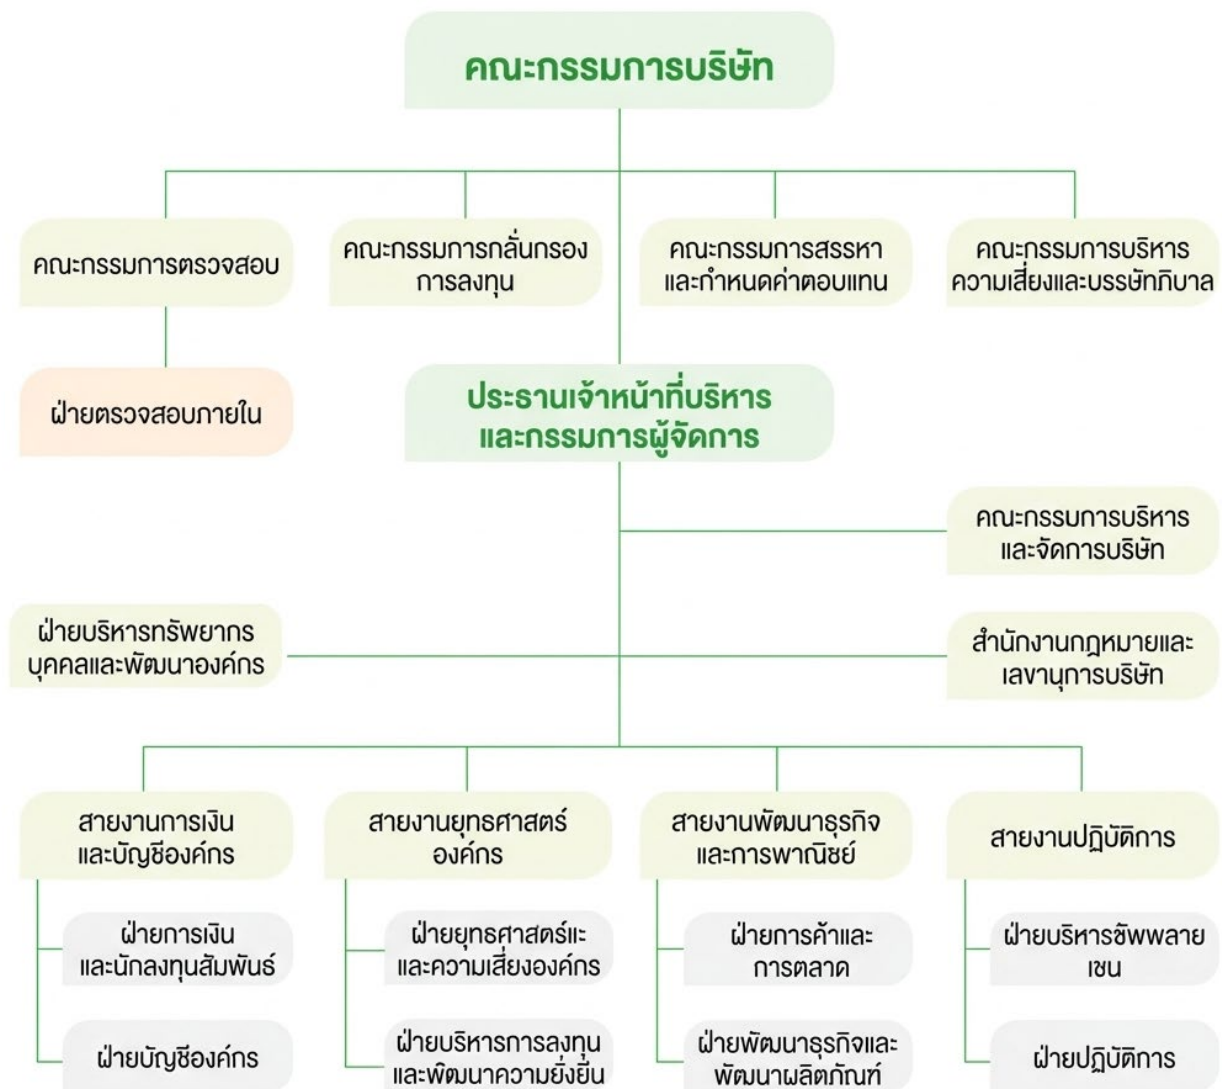 คณะกรรมการบริษัท
คณะกรรมการตรวจสอบ
คณะกรรมการกลั่นกรอง
การลงทุน
คณะกรรมการสรรหา
และกำหนดค่าตอบแทน
คณะกรรมการบริหาร
ความเสี่ยงและบรรษัทภิบาล
ฝ่ายตรวจสอบภายใน
ประธานเจ้าหน้าที่บริหาร
และกรรมการผู้จัดการ
คณะกรรมการบริหาร
และจัดการบริษัท
ฝ่ายบริหารทรัพยากร
บุคคลและพัฒนาองค์กร
สำนักงานกฎหมายและ
เลขานุการบริษัท
สายงานการเงิน
และบัญชีองค์กร
สายงานยุทธศาสตร์
องค์กร
สายงานพัฒนาธุรกิจ
และการพาณิชย์
สายงานปฏิบัติการ
ฝ่ายการเงิน
และนักลงทุนสัมพันธ์
ฝ่ายยุทธศาสตร์แะ
และความเสี่ยงองค์กร
ฝ่ายการค้าและ
การตลาด
ฝ่ายบริหารซัพพลาย
เชน
ฝ่ายบัญชีองค์กร
ฝ่ายบริหารการลงทุน
และพัฒนาความยั่งยืน
ฝ่ายพัฒนาธุรกิจและ
พัฒนาผลิตภัณฑ์
ฝ่ายปฏิบัติการ